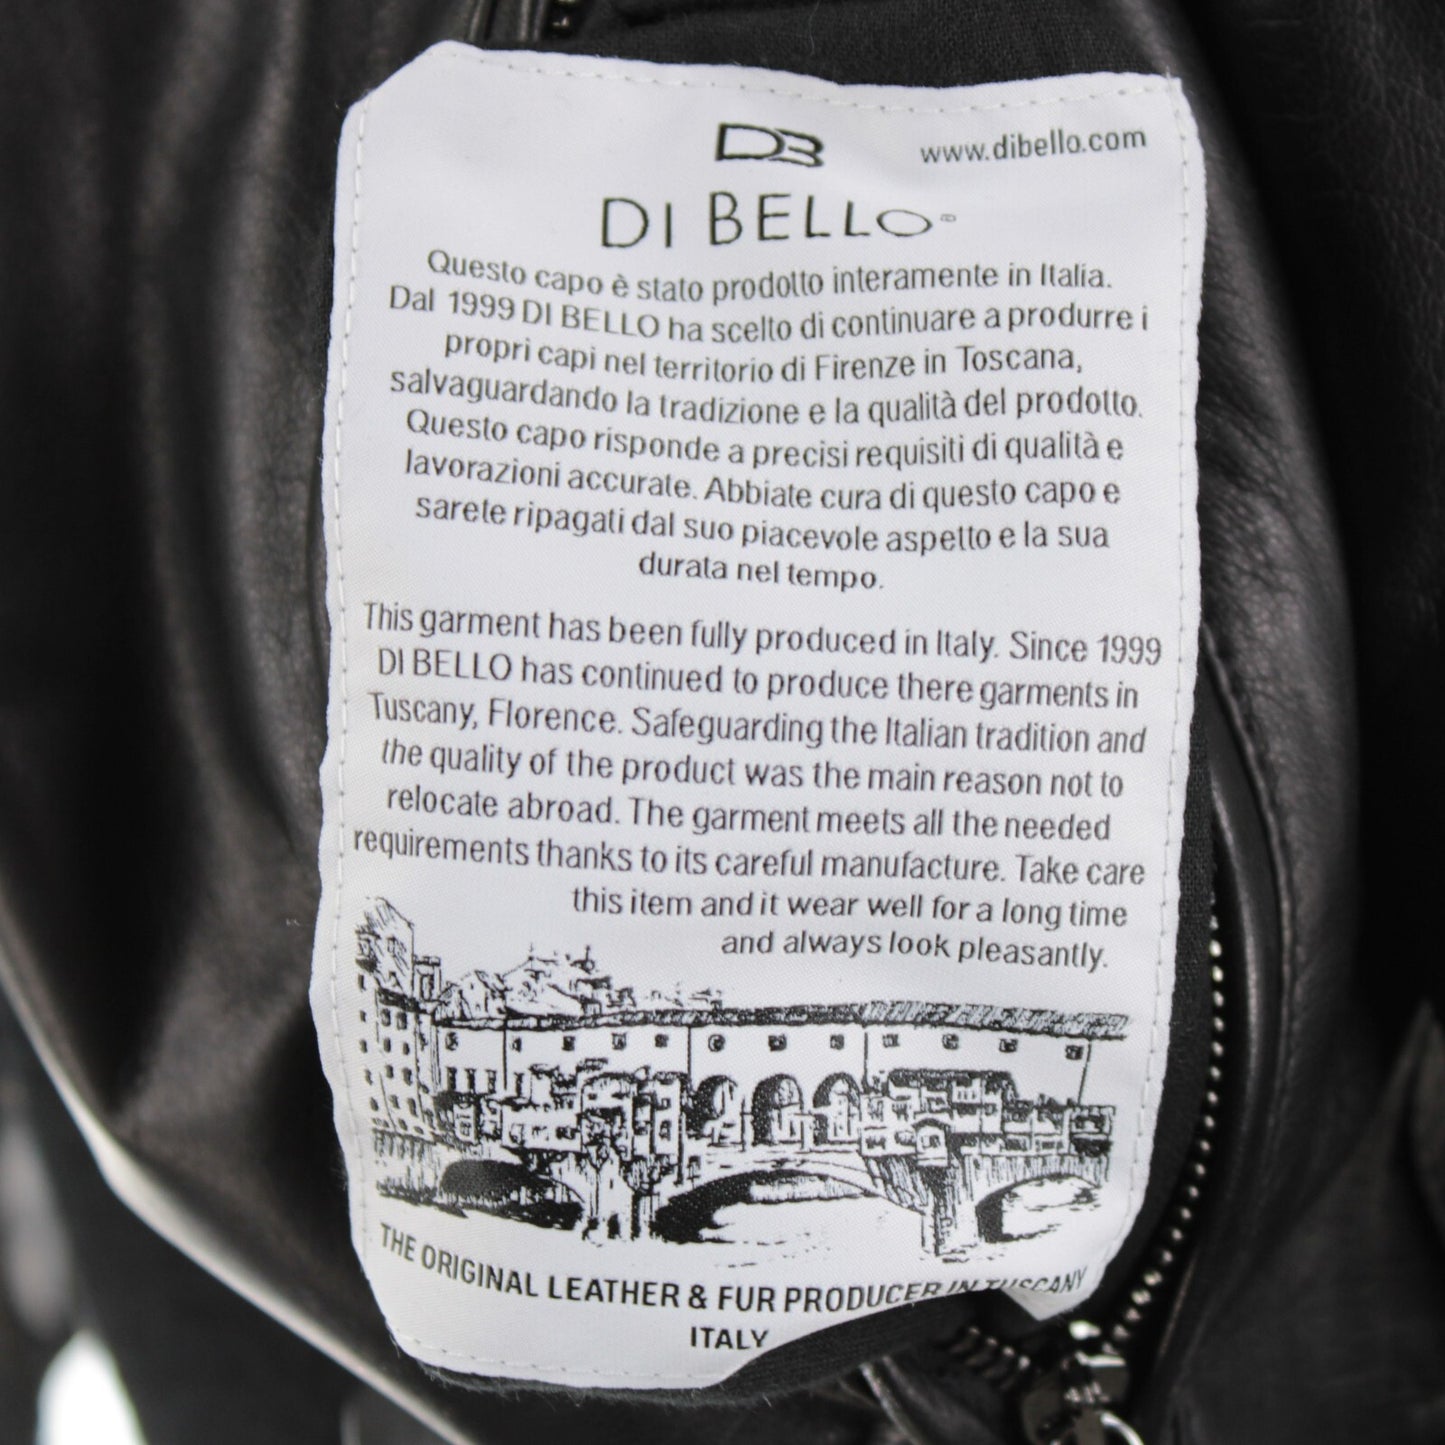 DB
www.dibello.com
DI BELLO®
Questo capo è stato prodotto interamente in Italia.
Dal 1999 DI BELLO ha scelto di continuare a produrre i
propri capi nel territorio di Firenze in Toscana,
salvaguardando la tradizione e la qualità del prodotto.
Questo capo risponde a precisi requisiti di qualità e
lavorazioni accurate. Abbiate cura di questo capo e
sarete ripagati dal suo piacevole aspetto e la sua
durata nel tempo.
This garment has been fully produced in Italy. Since 1999
DI BELLO has continued to produce there garments in
Tuscany, Florence. Safeguarding the Italian tradition and
the quality of the product was the main reason not to
relocate abroad. The garment meets all the needed
requirements thanks to its careful manufacture. Take care
this item and it wear well for a long time
and always look pleasantly.
THE ORIGINAL LEATHER & FUR PRODUCER IN TUSCANY
ITALY